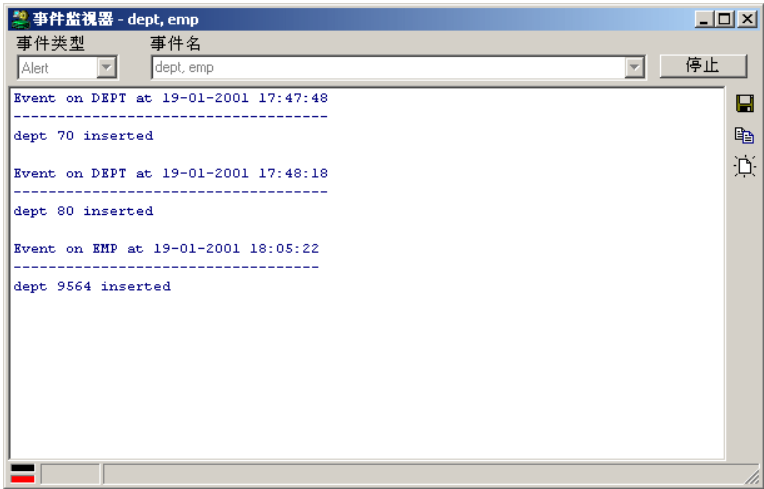 事件监视器 - dept, emp
事件类型 事件名
Alert dept, emp 停止
Event on DEPT at 19-01-2001 17:47:48
------------------------------------
dept 70 inserted
Event on DEPT at 19-01-2001 17:48:18
------------------------------------
dept 80 inserted
Event on EMP at 19-01-2001 18:05:22
-----------------------------------
dept 9564 inserted